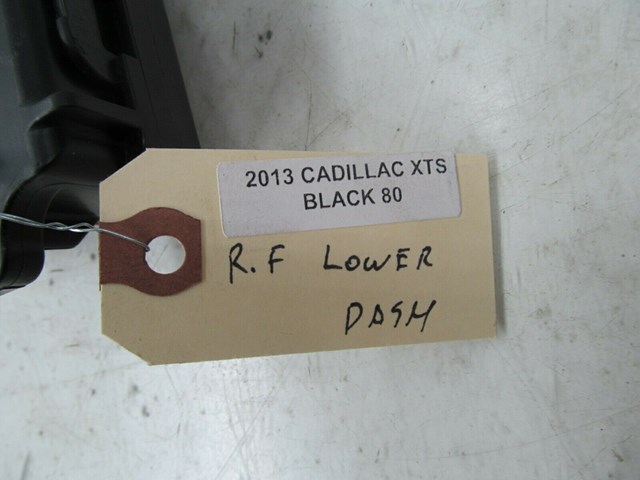 2013 CADILLAC XTS
BLACK 80
R.F LOWER
DASH